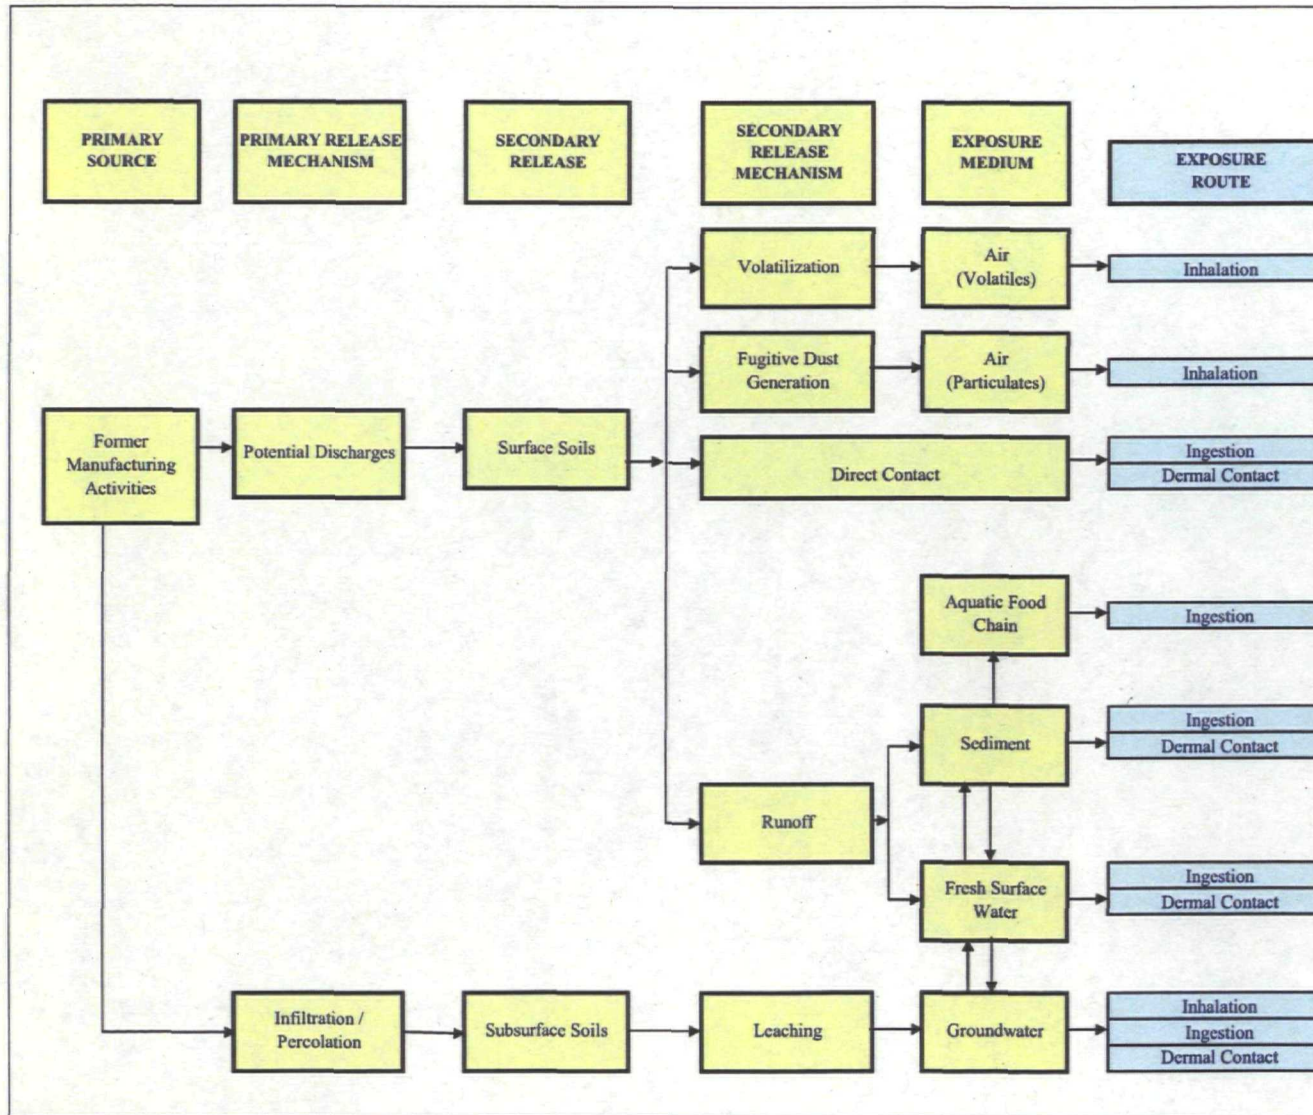 PRIMARY
SOURCE
PRIMARY RELEASE
MECHANISM
SECONDARY
RELEASE
SECONDARY
RELEASE
MECHANISM
EXPOSURE
MEDIUM
EXPOSURE
ROUTE
Volatilization
Air
(Volatiles)
Inhalation
Fugitive Dust
Generation
Air
(Particulates)
Inhalation
Former
Manufacturing
Activities
Potential Discharges
Surface Soils
Direct Contact
Ingestion
Dermal Contact
Aquatic Food
Chain
Ingestion
Sediment
Ingestion
Dermal Contact
Runoff
Fresh Surface
Water
Ingestion
Dermal Contact
Infiltration /
Percolation
Subsurface Soils
Leaching
Groundwater
Inhalation
Ingestion
Dermal Contact